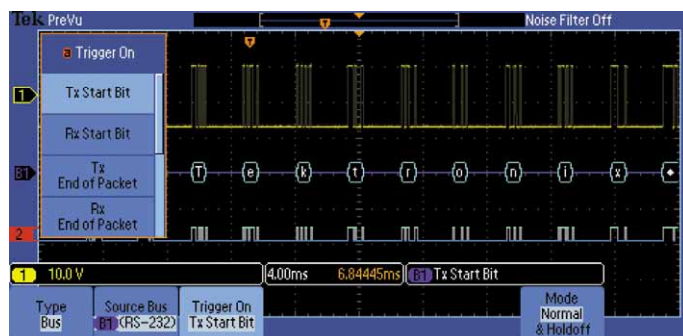 Tek PreVu
Noise Filter Off
T
T
B Trigger On
Tx Start Bit
Rx Start Bit
Tx
End of Packet
Rx
End of Packet
1
B1
T e k t r o n i x
2
1 10.0 V
4.00ms 6.84445ms
B1 Tx Start Bit
Type
Bus
Source Bus
B1 (RS-232)
Trigger On
Tx Start Bit
Mode
Normal
& Holdoff